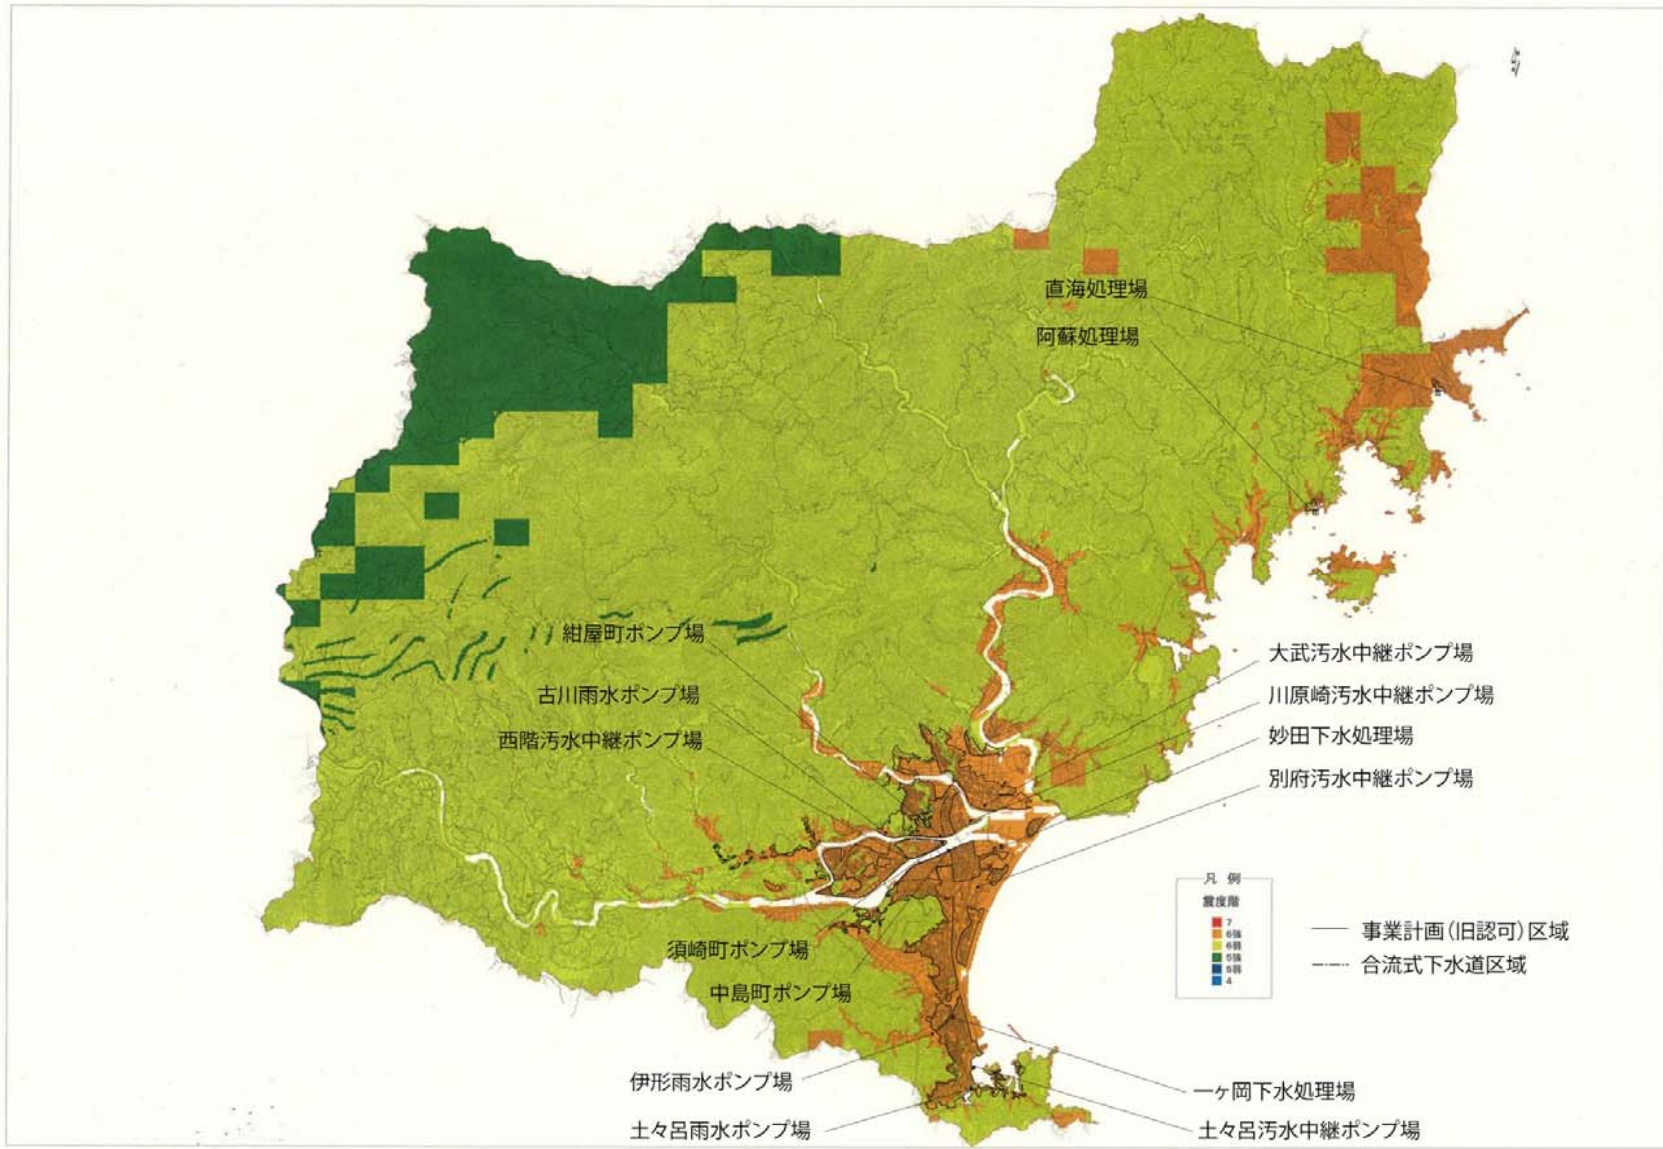 直海処理場
阿蘇処理場
紺屋町ポンプ場
古川雨水ポンプ場
西階汚水中継ポンプ場
大武汚水中継ポンプ場
川原崎汚水中継ポンプ場
妙田下水処理場
別府汚水中継ポンプ場
凡 例
震度階
7
6強
6弱
5強
5弱
4
事業計画(旧認可)区域
合流式下水道区域
須崎町ポンプ場
中島町ポンプ場
伊形雨水ポンプ場
土々呂雨水ポンプ場
一ヶ岡下水処理場
土々呂汚水中継ポンプ場